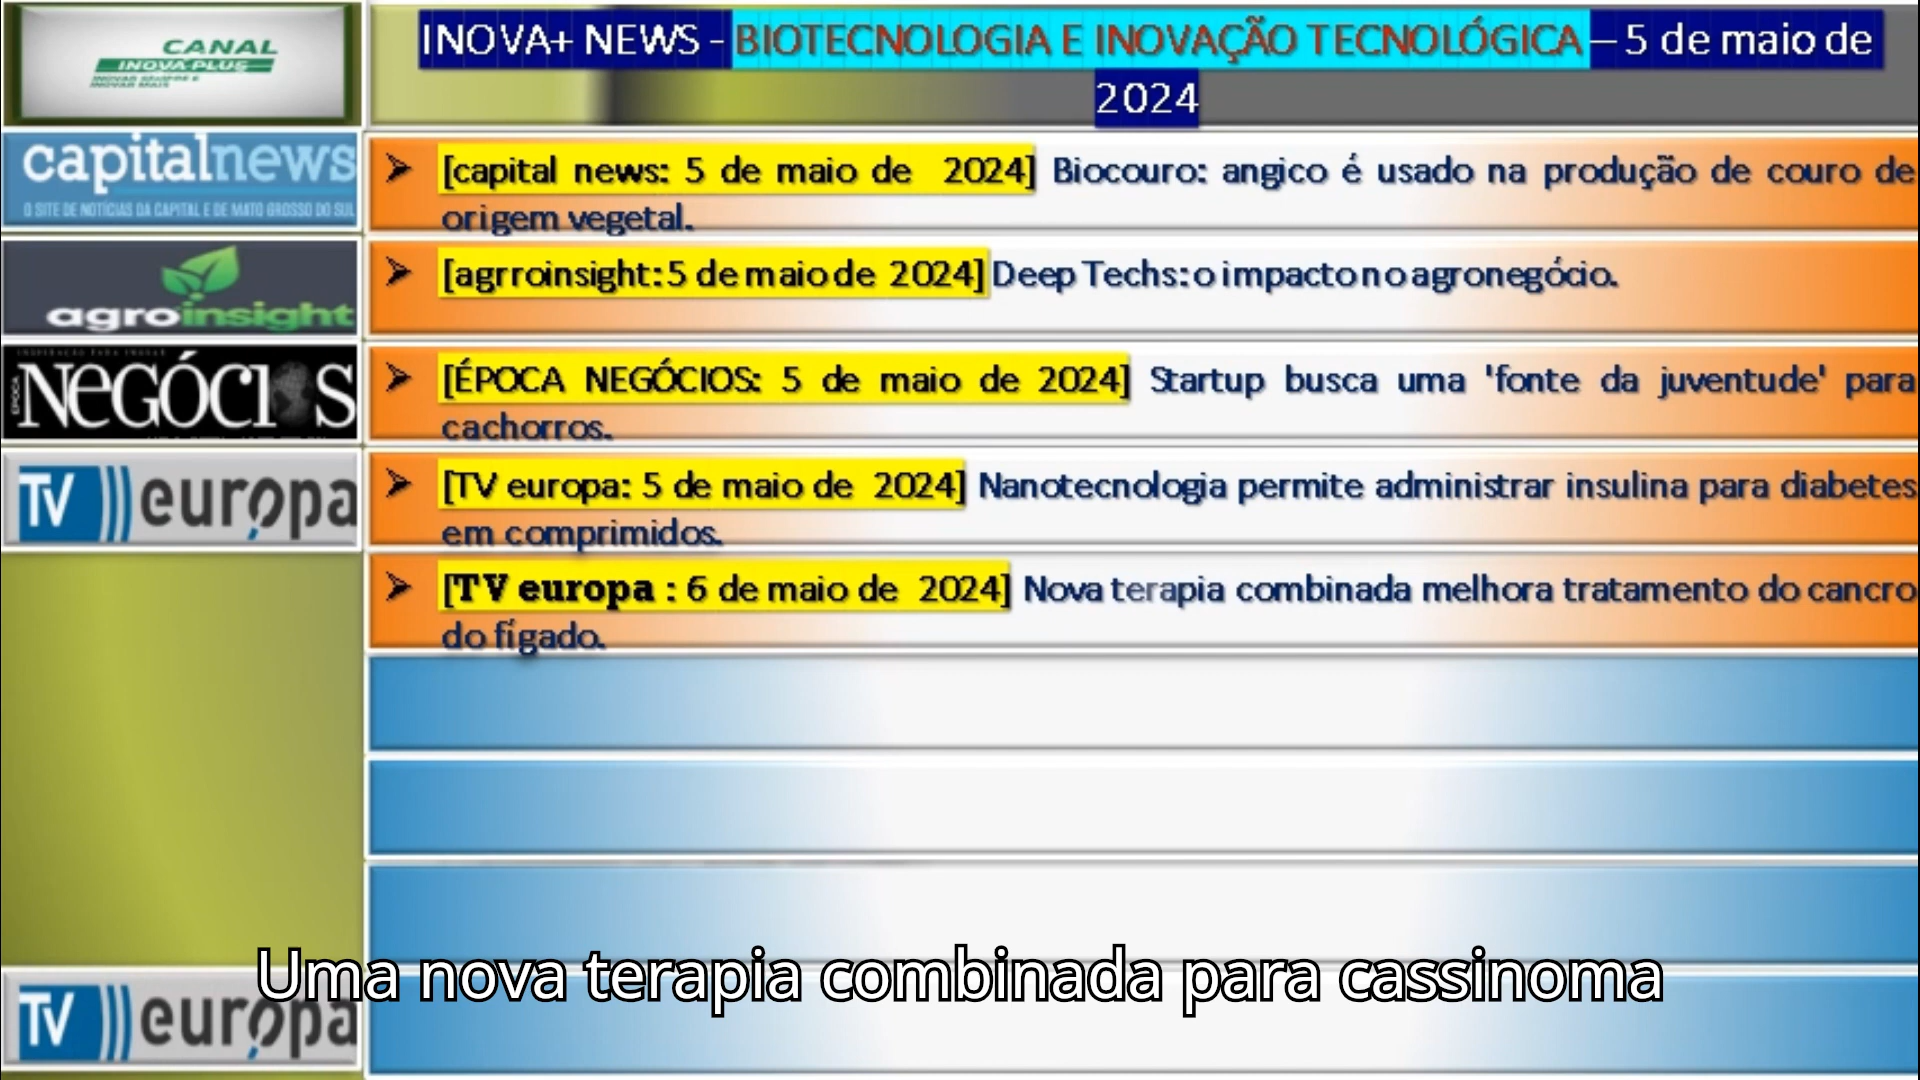 CANAL
INOVA PLUS
INOVAR SEMPRE E
INOVAR MAIS
INOVA+ NEWS - BIOTECNOLOGIA E INOVAÇÃO TECNOLÓGICA – 5 de maio de
2024
capitalnews
O SITE DE NOTÍCIAS DA CAPITAL E DE MATO GROSSO DO SUL
[capital news: 5 de maio de 2024] Biocouro: angico é usado na produção de couro de
origem vegetal.
agroinsight
[agrroinsight: 5 de maio de 2024] Deep Techs: o impacto no agronegócio.
ÉPOCA
NEGÓCIOS
[ÉPOCA NEGÓCIOS: 5 de maio de 2024] Startup busca uma 'fonte da juventude' para
cachorros.
TV europa
[TV europa: 5 de maio de 2024] Nanotecnologia permite administrar insulina para diabetes
em comprimidos.
[TV europa : 6 de maio de 2024] Nova terapia combinada melhora tratamento do cancro
do fígado.
Uma nova terapia combinada para cassinoma
TV europa